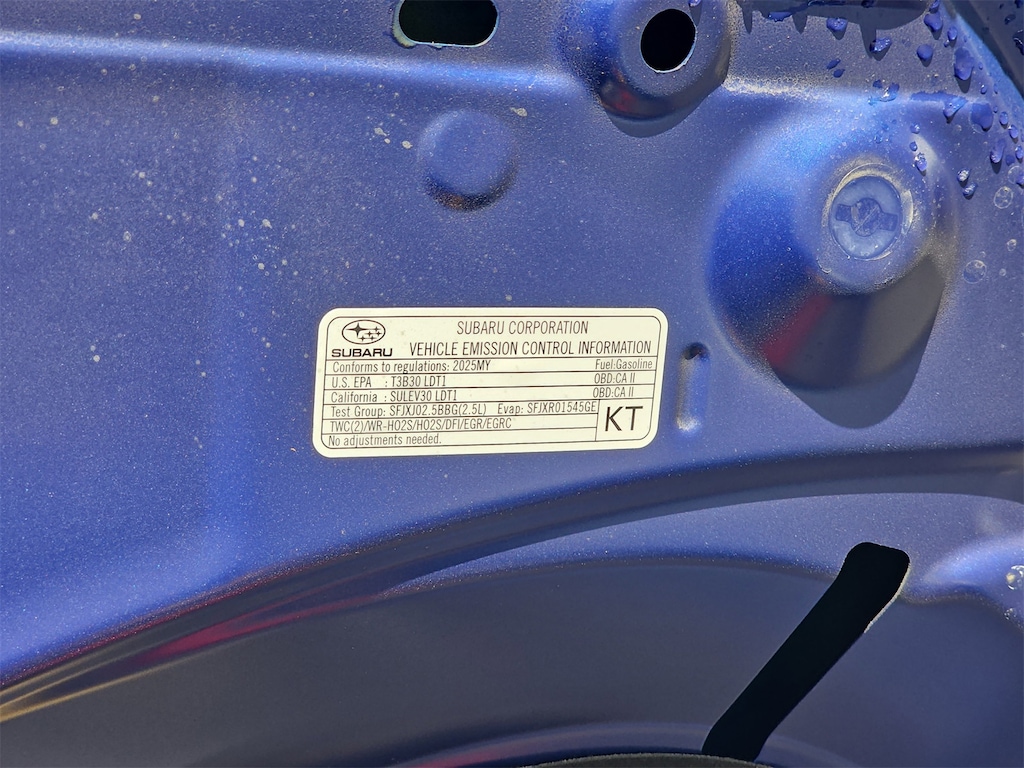 SUBARU CORPORATION
SUBARU
VEHICLE EMISSION CONTROL INFORMATION
Conforms to regulations: 2025MY Fuel:Gasoline
U.S. EPA : T3B30 LDT1 OBD:CA II
California : SULEV30 LDT1 OBD:CA II
Test Group: SFJXJ02.5BBG(2.5L) Evap: SFJXR01545GE
TWC(2)/WR-HO2S/HO2S/DFI/EGR/EGRC
KT
No adjustments needed.